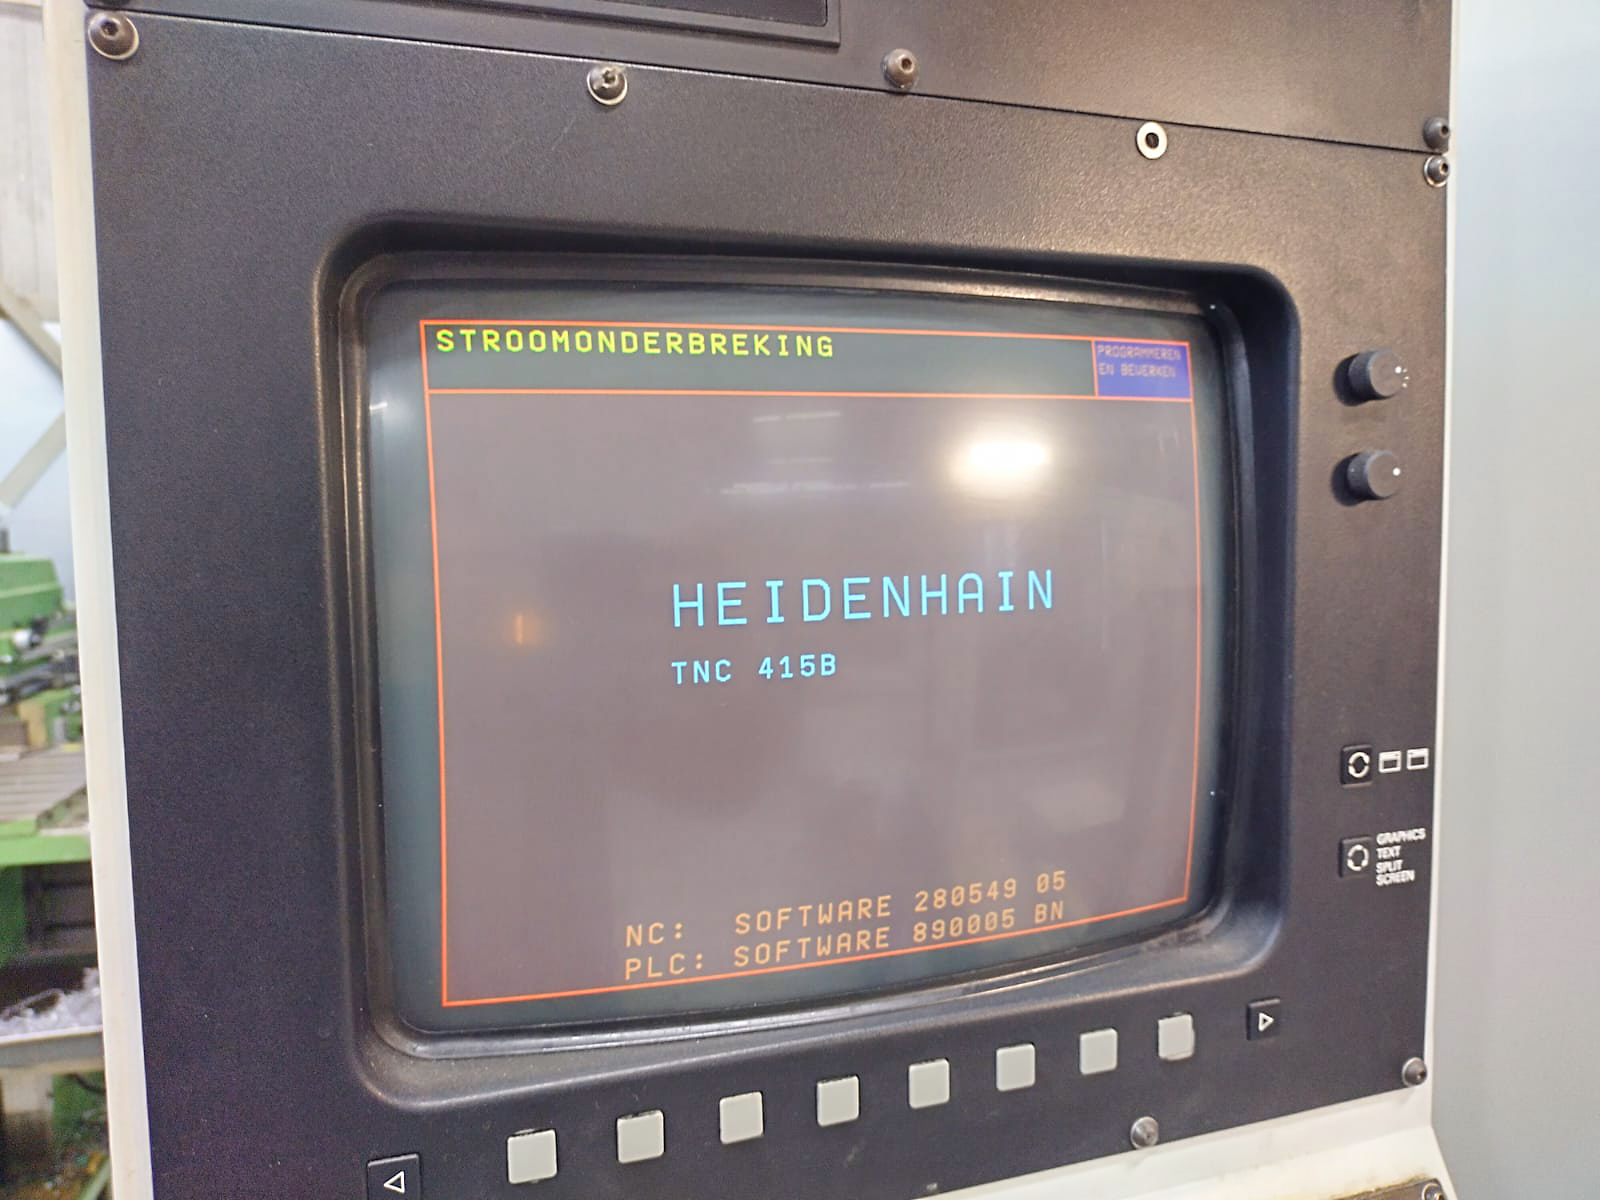 STROOMONDERBREKING
PROGRAMMEREN
EN BEWERKEN
HEIDENHAIN
TNC 415B
NC: SOFTWARE 280549 05
PLC: SOFTWARE 890005 BN
GRAPHICS
TEXT
SPLIT
SCREEN